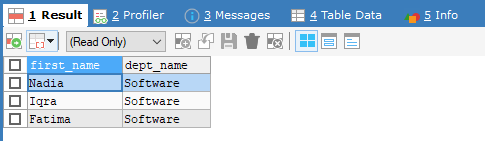 1 Result 2 Profiler 3 Messages 4 Table Data 5 Info
(Read Only)
first_name dept_name
Nadia Software
Iqra Software
Fatima Software